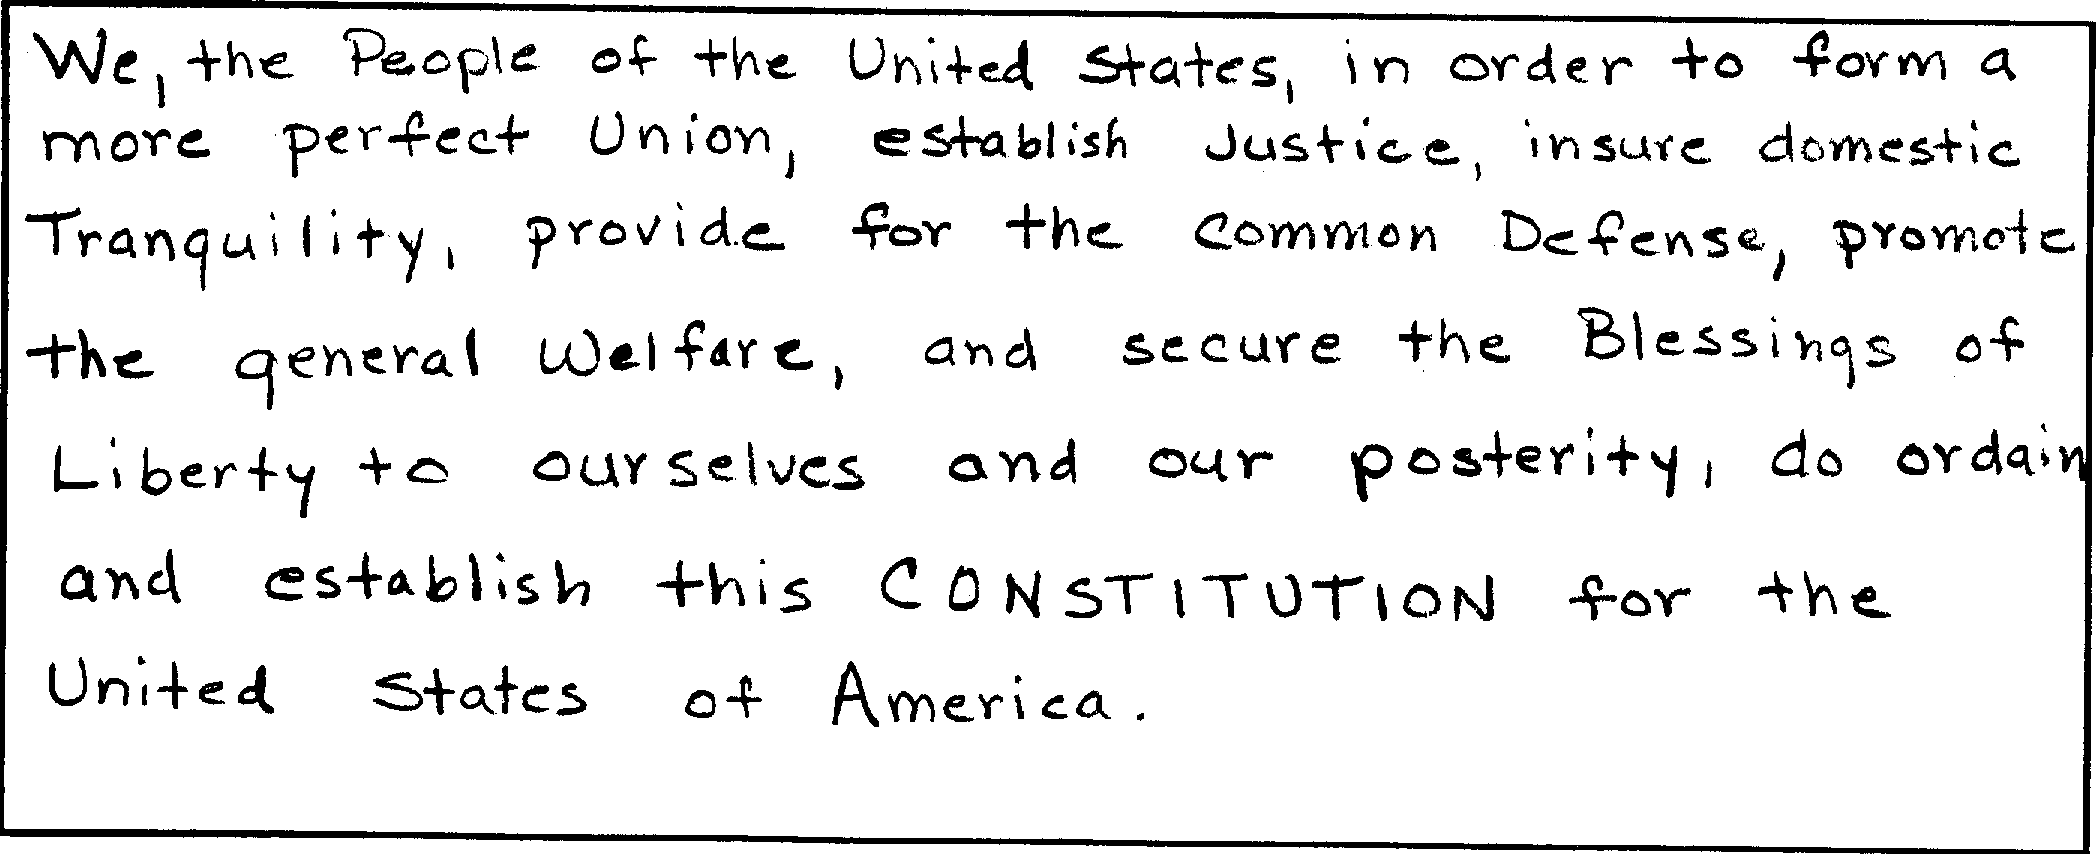 We, the People of the United States, in order to form a
more perfect Union, establish Justice, insure domestic
Tranquility, provide for the Common Defense, promote
the general Welfare, and secure the Blessings of
Liberty to ourselves and our posterity, do ordain
and establish this CONSTITUTION for the
United States of America.